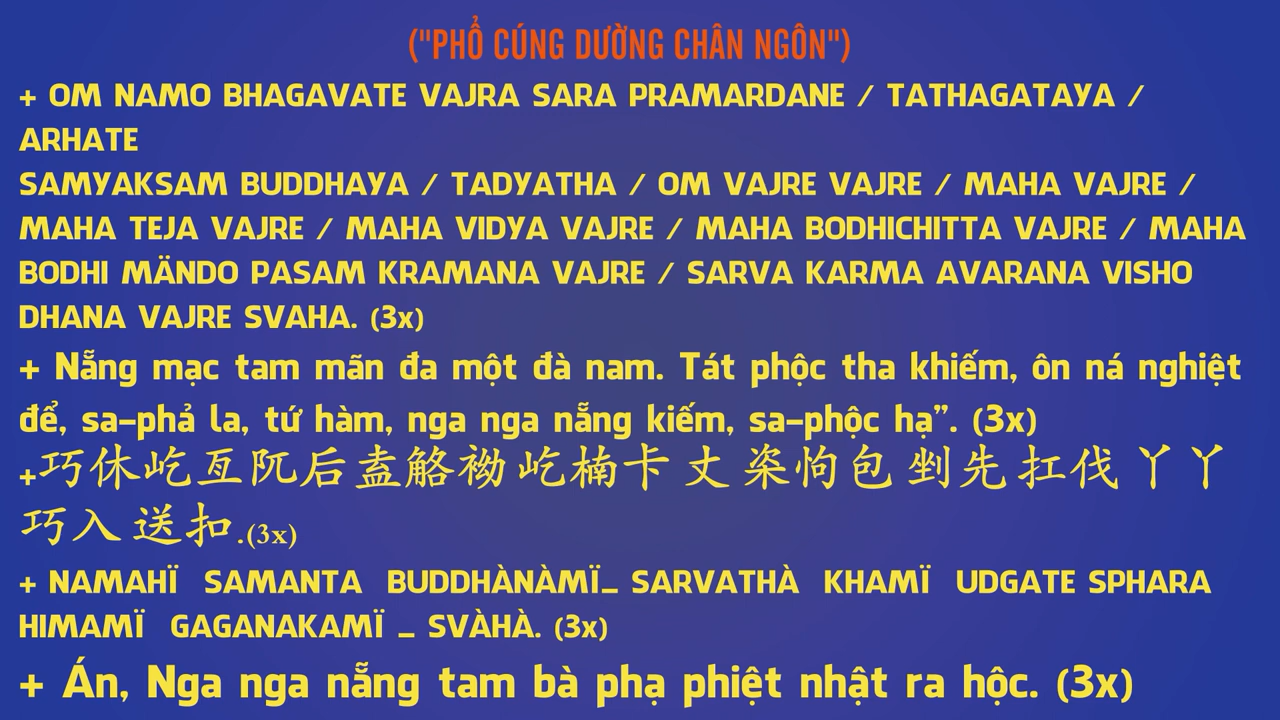 ("PHỔ CÚNG DƯỜNG CHÂN NGÔN")
+ OM NAMO BHAGAVATE VAJRA SARA PRAMARDANE / TATHAGATAYA /
ARHATE
SAMYAKSAM BUDDHAYA / TADYATHA / OM VAJRE VAJRE / MAHA VAJRE /
MAHA TEJA VAJRE / MAHA VIDYA VAJRE / MAHA BODHICHITTA VAJRE / MAHA
BODHI MÄNDO PASAM KRAMANA VAJRE / SARVA KARMA AVARANA VISHO
DHANA VAJRE SVAHA. (3x)
+ Nẵng mạc tam mãn đa một đà nam. Tát phộc tha khiếm, ôn ná nghiệt
để, sa-phả la, tứ hàm, nga nga nẵng kiếm, sa-phộc hạ”. (3x)
+巧休屹亙阢后盍觡袎屹楠卡丈粢怐包剉先扛伐丫丫
巧入送扣.(3x)
+ NAMAHÏ SAMANTA BUDDHÀNÀMÏ_ SARVATHÀ KHAMÏ UDGATE SPHARA
HIMAMÏ GAGANAKAMÏ _ SVÀHÀ. (3x)
+ Án, Nga nga nẵng tam bà phạ phiệt nhật ra hộc. (3x)